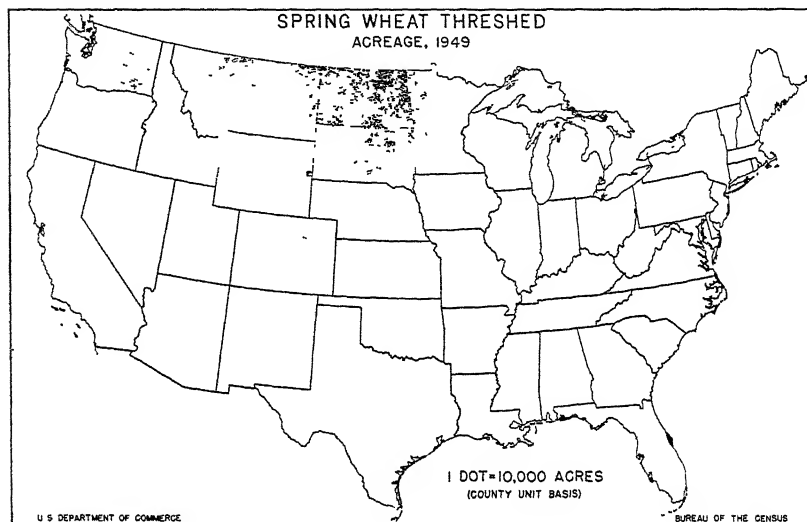 SPRING WHEAT THRESHED
ACREAGE, 1949
1 DOT=10,000 ACRES
(COUNTY UNIT BASIS)
U S DEPARTMENT OF COMMERCE
BUREAU OF THE CENSUS